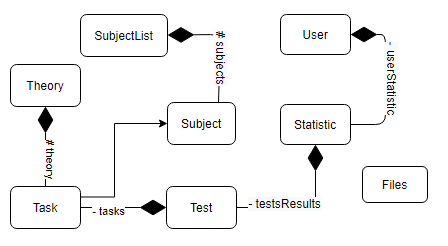 SubjectList
User
# subjects
- userStatistic
Theory
Subject
Statistic
# theory
Files
Task
- tasks
Test
- testsResults